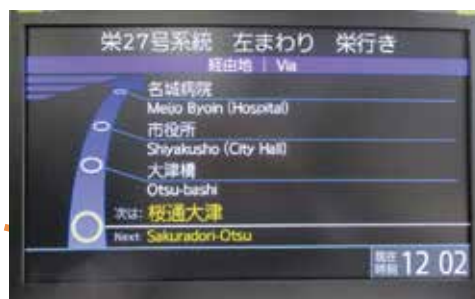 栄27号系統 左まわり 栄行き
経由地 | Via
名城病院
Meijo Byoin (Hospital)
市役所
Shiyakusho (City Hall)
大津橋
Otsu-bashi
次は: 桜通大津
Next: Sakuradori-Otsu
現在時刻 12 02